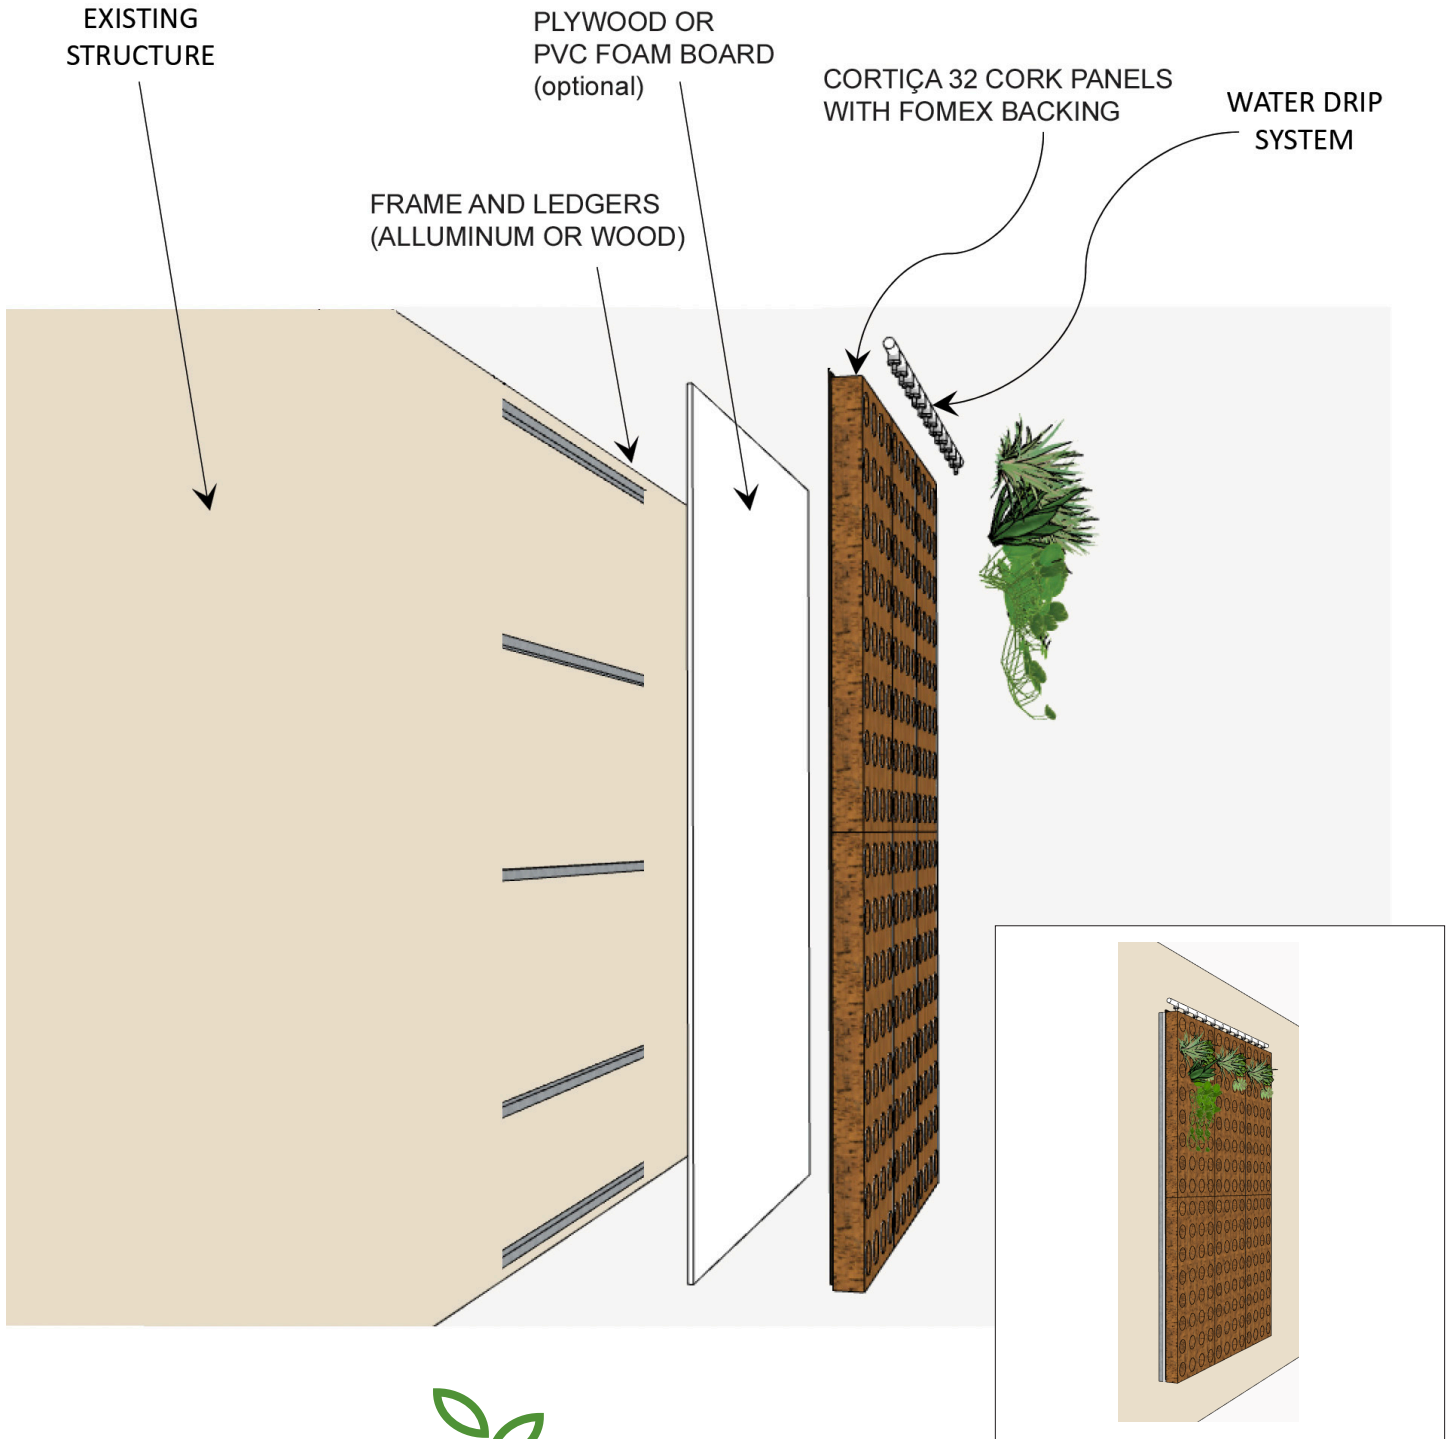 EXISTING
STRUCTURE
PLYWOOD OR
PVC FOAM BOARD
(optional)
CORTIÇA 32 CORK PANELS
WITH FOMEX BACKING
WATER DRIP
SYSTEM
FRAME AND LEDGERS
(ALLUMINUM OR WOOD)